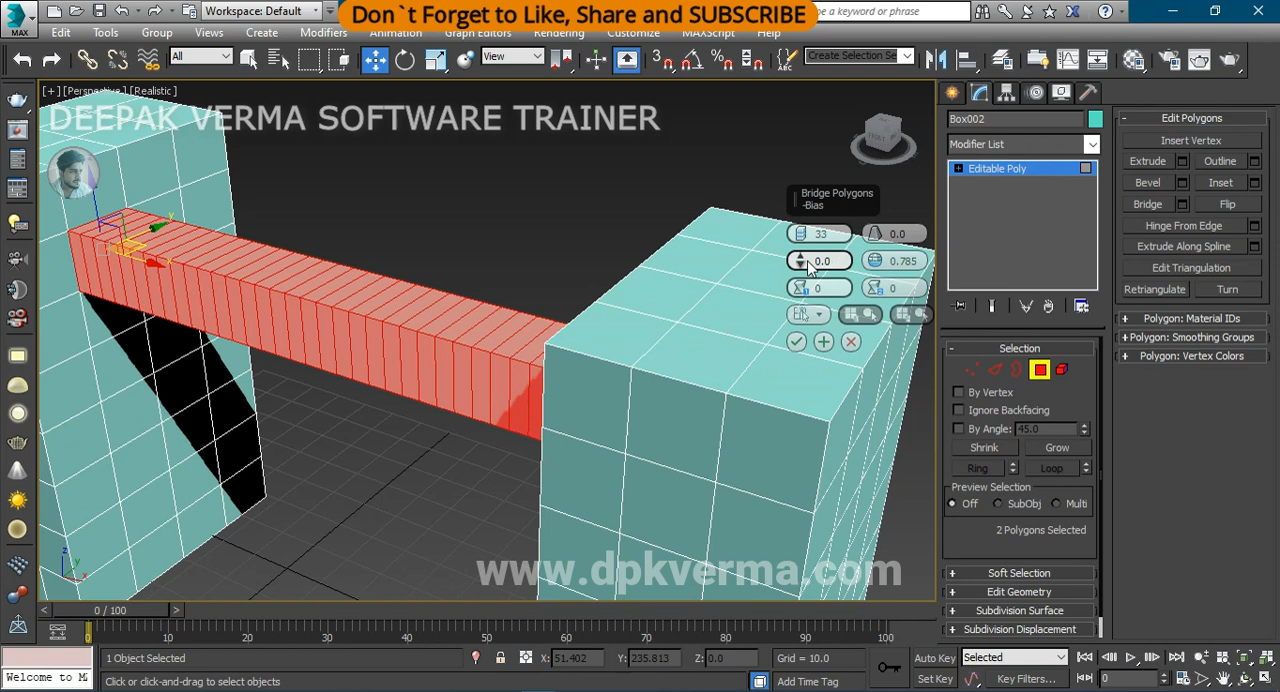 Workspace: Default
Don`t Forget to Like, Share and SUBSCRIBE
a keyword or phrase
MAX
Edit Tools Group Views Create Modifiers Animation Graph Editors Rendering Customize MAXScript Help
All
View
Create Selection Se
[+] [Perspective] [Realistic]
DEEPAK VERMA SOFTWARE TRAINER
FRONT
Bridge Polygons
-Bias
33 0.0
0.0 0.785
0 0
Box002
Modifier List
Editable Poly
Selection
By Vertex
Ignore Backfacing
By Angle: 45.0
Shrink Grow
Ring Loop
Preview Selection
Off SubObj Multi
2 Polygons Selected
Soft Selection
Edit Geometry
Subdivision Surface
Subdivision Displacement
Edit Polygons
Insert Vertex
Extrude Outline
Bevel Inset
Bridge Flip
Hinge From Edge
Extrude Along Spline
Edit Triangulation
Retriangulate Turn
Polygon: Material IDs
Polygon: Smoothing Groups
Polygon: Vertex Colors
www.dpkverma.com
z y x
0 / 100
0 10 20 30 40 50 60 70 80 90 100
1 Object Selected
X: 51.402 Y: 235.813 Z: 0.0 Grid = 10.0
Auto Key Selected
Welcome to M
Click or click-and-drag to select objects
Add Time Tag
Set Key Key Filters... 0